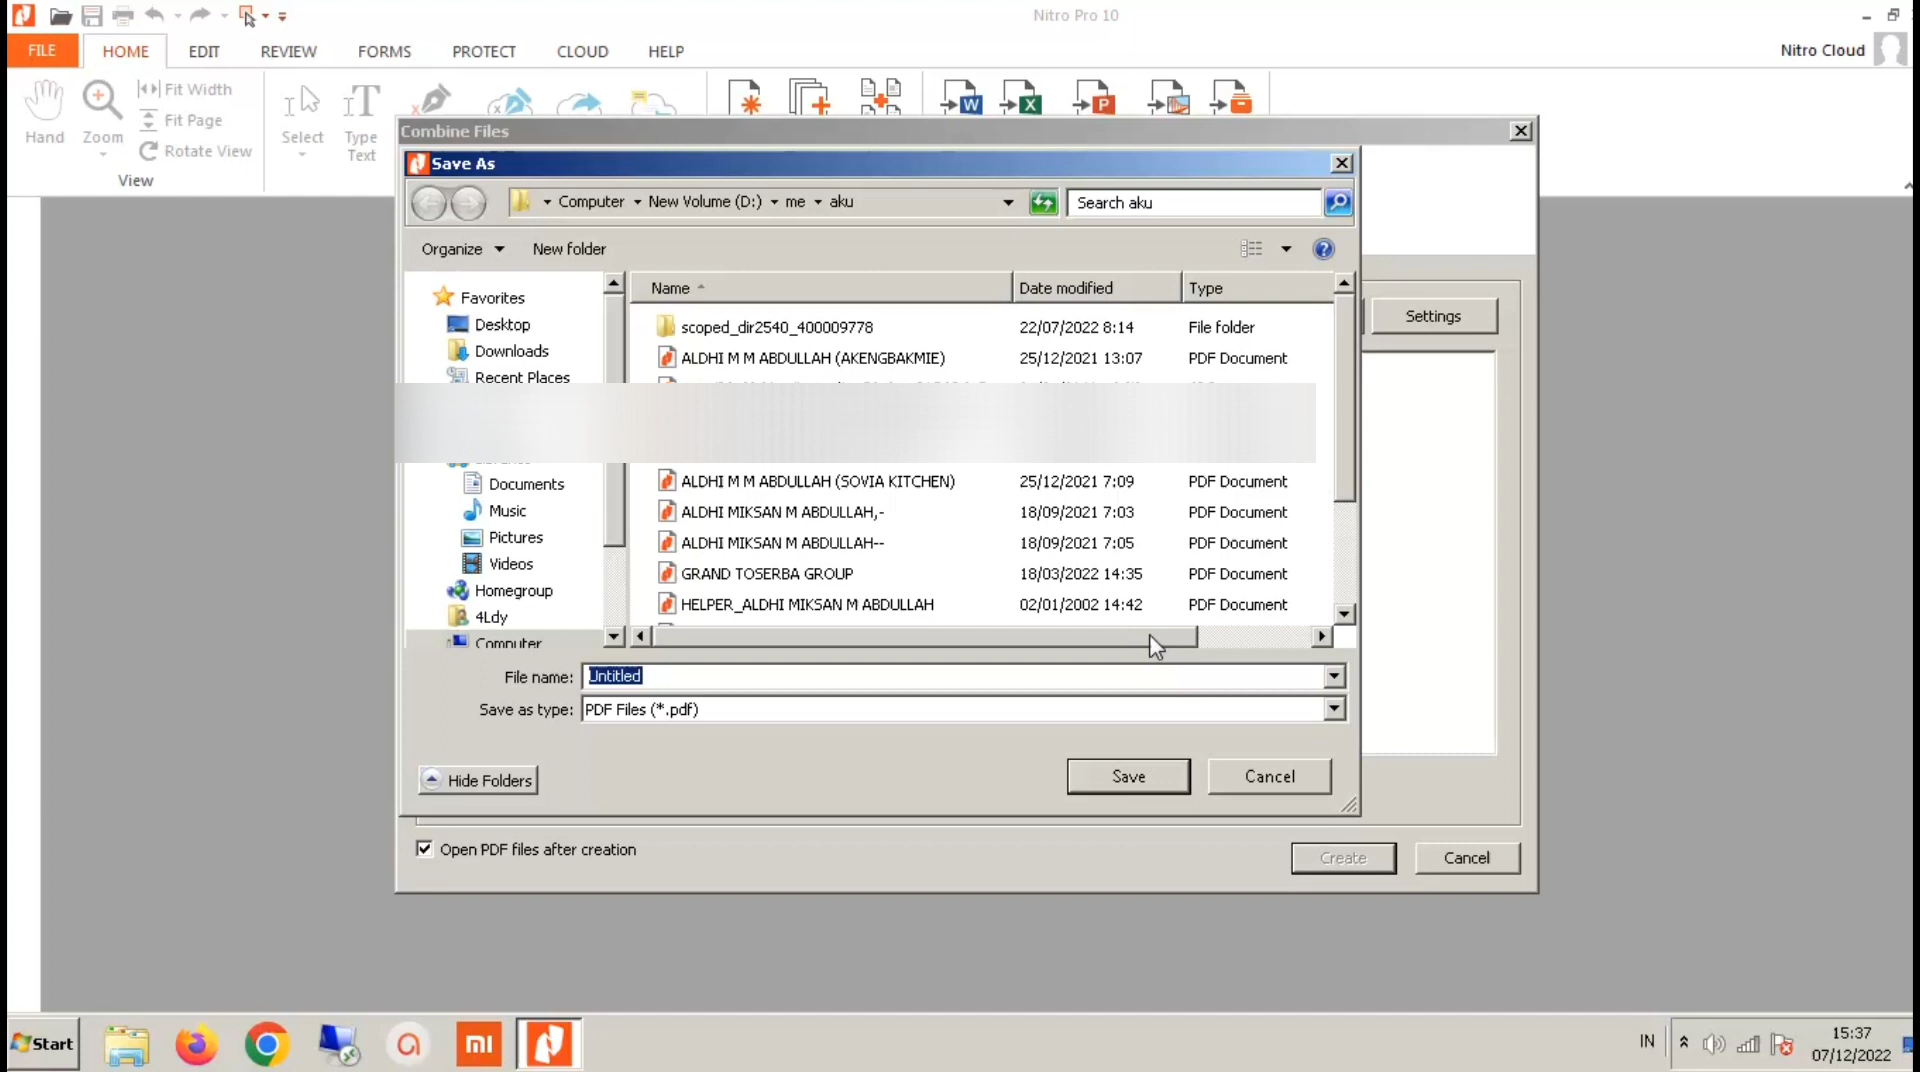 Nitro Pro 10
FILE
HOME
EDIT
REVIEW
FORMS
PROTECT
CLOUD
HELP
Nitro Cloud
Hand
Zoom
Fit Width
Fit Page
Rotate View
View
Select
Type
Text
Combine Files
Save As
Computer
New Volume (D:)
me
aku
Search aku
Organize
New folder
Favorites
Desktop
Downloads
Recent Places
Documents
Music
Pictures
Videos
Homegroup
4Ldy
Computer
Name Date modified Type
scoped_dir2540_400009778 22/07/2022 8:14 File folder
ALDHI M M ABDULLAH (AKENGBAKMIE) 25/12/2021 13:07 PDF Document
ALDHI M M ABDULLAH (SOVIA KITCHEN) 25/12/2021 7:09 PDF Document
ALDHI MIKSAN M ABDULLAH,- 18/09/2021 7:03 PDF Document
ALDHI MIKSAN M ABDULLAH-- 18/09/2021 7:05 PDF Document
GRAND TOSERBA GROUP 18/03/2022 14:35 PDF Document
HELPER_ALDHI MIKSAN M ABDULLAH 02/01/2002 14:42 PDF Document
File name: Untitled
Save as type: PDF Files (*.pdf)
Hide Folders
Save
Cancel
Settings
Open PDF files after creation
Create
Cancel
Start
mi
IN
15:37
07/12/2022